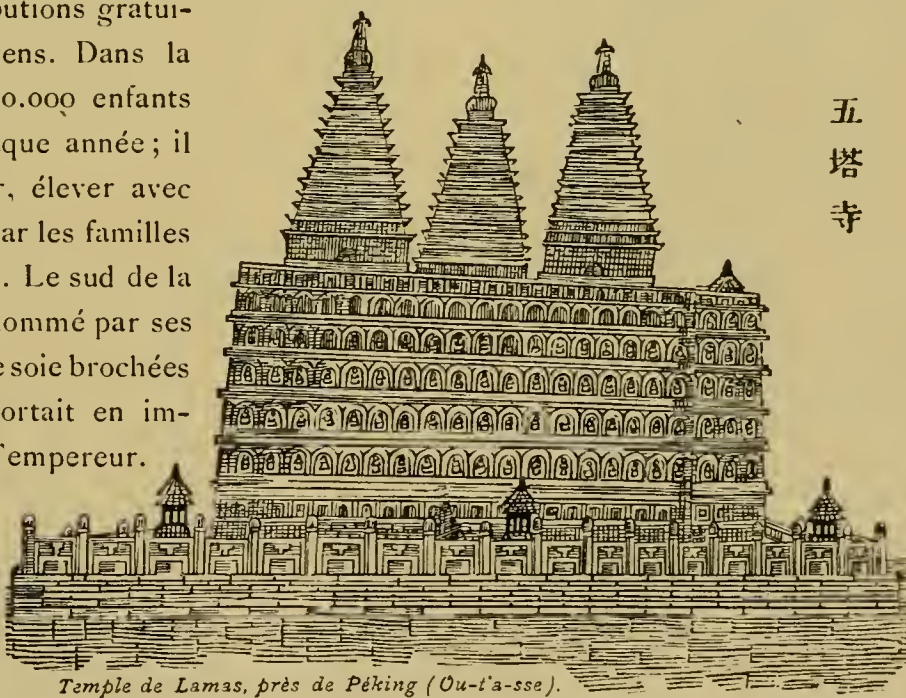 butions gratui-
ens. Dans la
0.000 enfants
que année ; il
r, élever avec
ar les familles
. Le sud de la
ommé par ses
e soie brochées
ortait en im-
'empereur.
五
塔
寺
Temple de Lamas, près de Péking (Ou-t'a-sse).